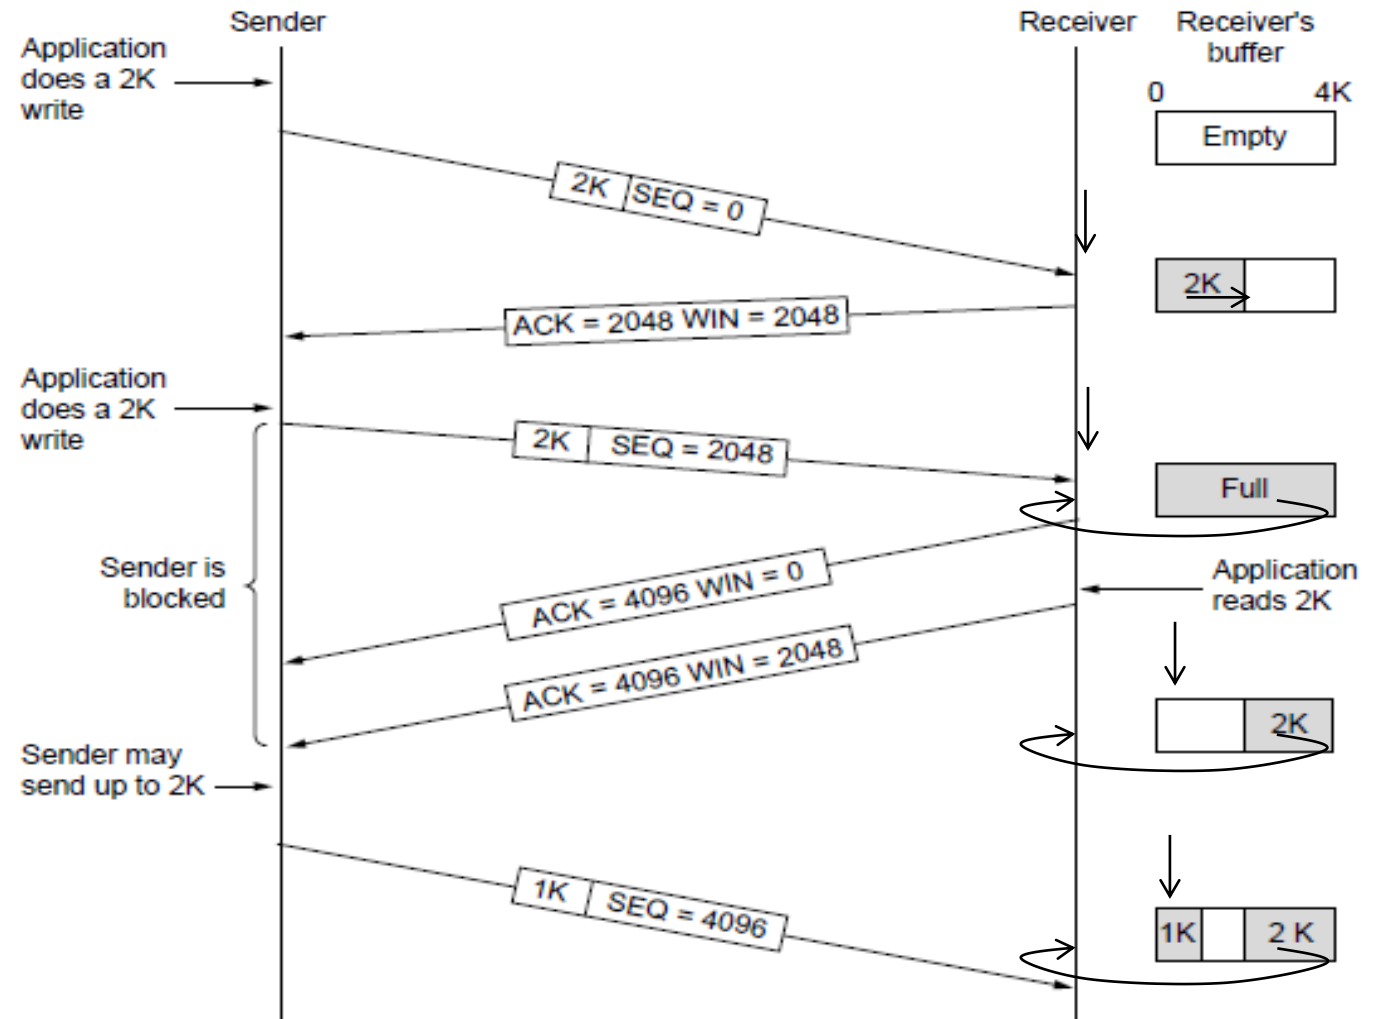 Sender
Receiver
Receiver's
buffer
Application
does a 2K
write
0
4K
Empty
2K
SEQ = 0
2K
ACK = 2048 WIN = 2048
Application
does a 2K
write
2K
SEQ = 2048
Full
Sender is
blocked
ACK = 4096 WIN = 0
Application
reads 2K
ACK = 4096 WIN = 2048
2K
Sender may
send up to 2K
1K
SEQ = 4096
1K
2 K